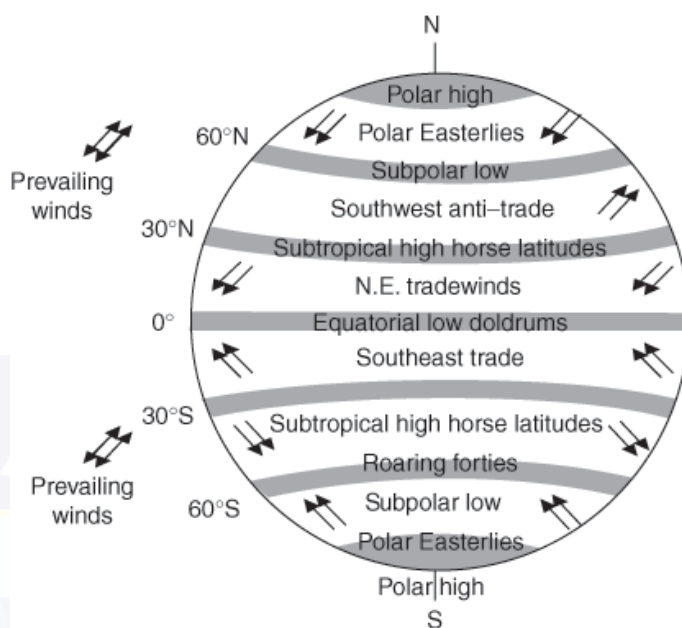 N
Polar high
60°N
Polar Easterlies
Prevailing
winds
Subpolar low
Southwest anti–trade
30°N
Subtropical high horse latitudes
N.E. tradewinds
0°
Equatorial low doldrums
Southeast trade
30°S
Subtropical high horse latitudes
Prevailing
winds
Roaring forties
60°S
Subpolar low
Polar Easterlies
Polar high
S